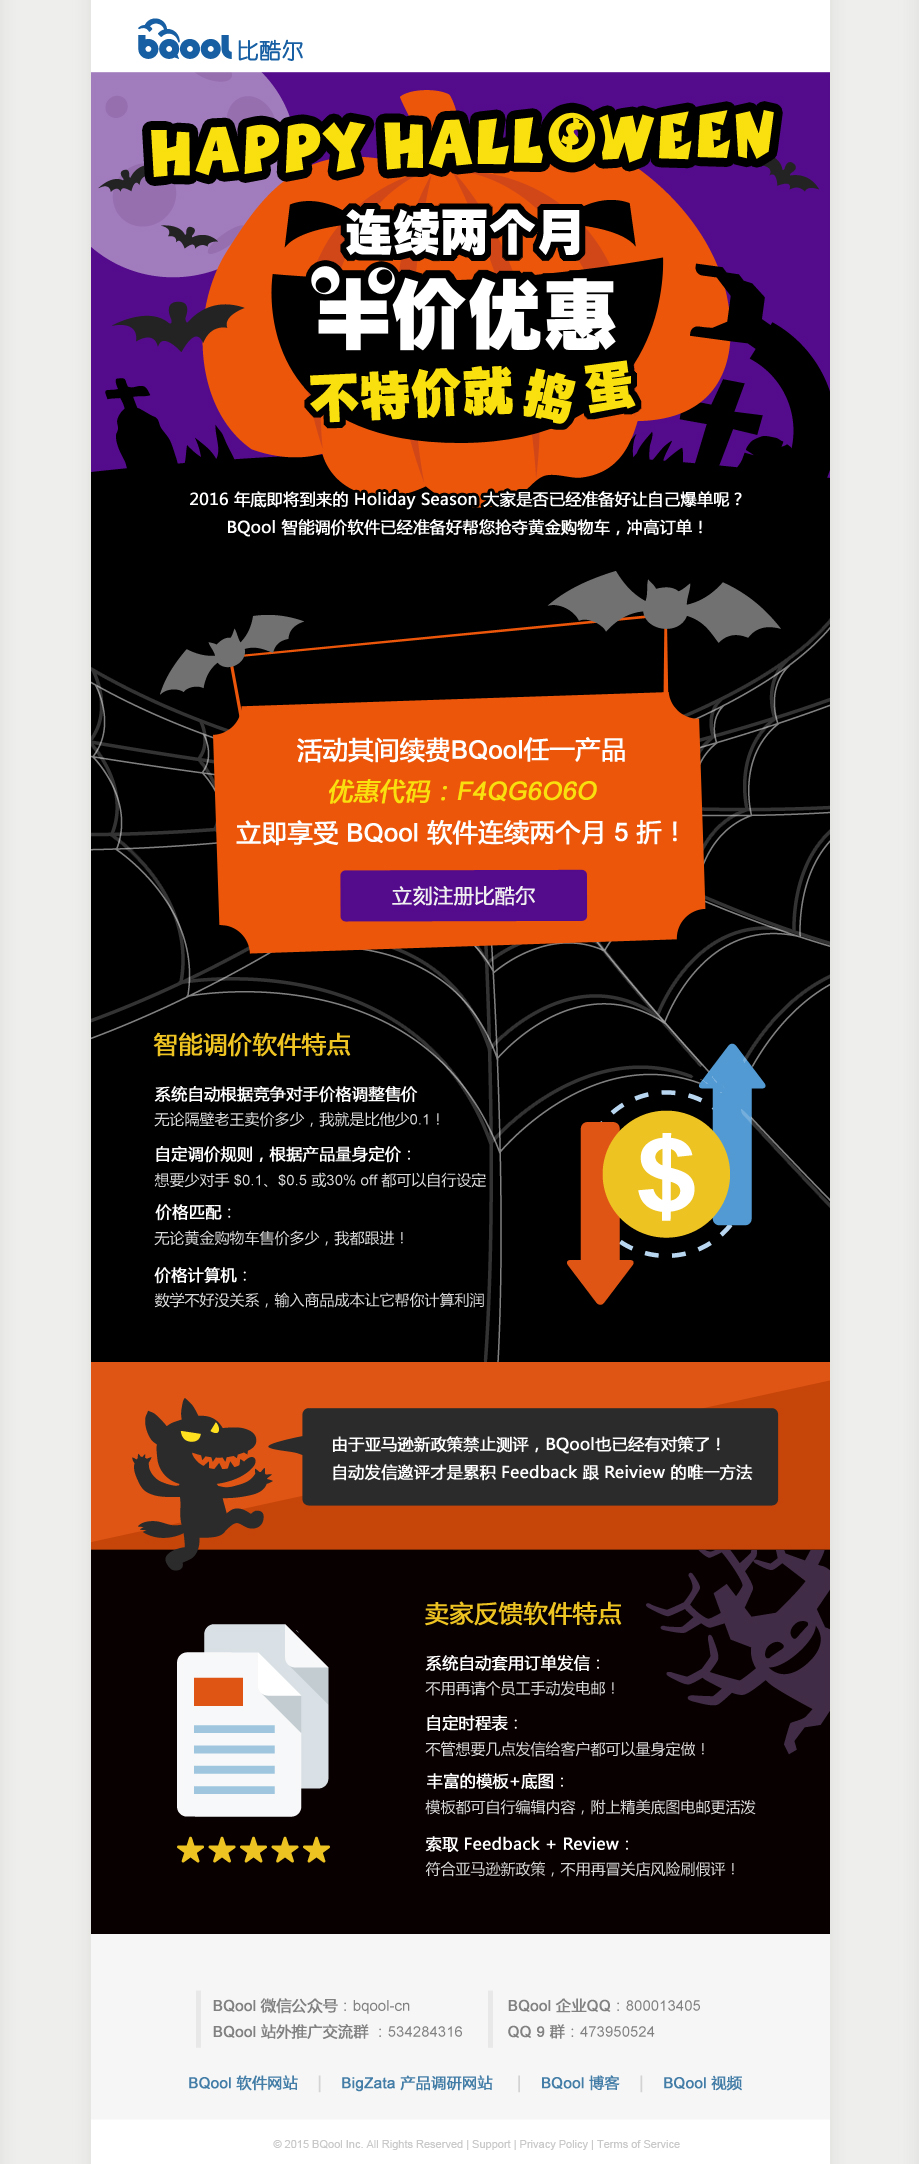 bqool 比酷尔
HAPPY HALLOWEEN
连续两个月
半价优惠
不特价就捣蛋
2016 年底即将到来的 Holiday Season 大家是否已经准备好让自己爆单呢？
BQool 智能调价软件已经准备好帮您抢夺黄金购物车，冲高订单！
活动其间续费BQool任一产品
优惠代码：F4QG6O6O
立即享受 BQool 软件连续两个月 5 折！
立刻注册比酷尔
智能调价软件特点
系统自动根据竞争对手价格调整售价
无论隔壁老王卖价多少，我就是比他少0.1！
自定调价规则，根据产品量身定价：
想要少对手 $0.1、$0.5 或30% off 都可以自行设定
价格匹配：
无论黄金购物车售价多少，我都跟进！
价格计算机：
数学不好没关系，输入商品成本让它帮你计算利润
$
由于亚马逊新政策禁止测评，BQool也已经有对策了！
自动发信邀评才是累积 Feedback 跟 Reiview 的唯一方法
卖家反馈软件特点
系统自动套用订单发信：
不用再请个员工手动发电邮！
自定时程表：
不管想要几点发信给客户都可以量身定做！
丰富的模板+底图：
模板都可自行编辑内容，附上精美底图电邮更活泼
索取 Feedback + Review：
符合亚马逊新政策，不用再冒关店风险刷假评！
BQool 微信公众号：bqool-cn
BQool 站外推广交流群 ：534284316
BQool 企业QQ：800013405
QQ 9 群：473950524
BQool 软件网站 | BigZata 产品调研网站 | BQool 博客 | BQool 视频
© 2015 BQool Inc. All Rights Reserved | Support | Privacy Policy | Terms of Service